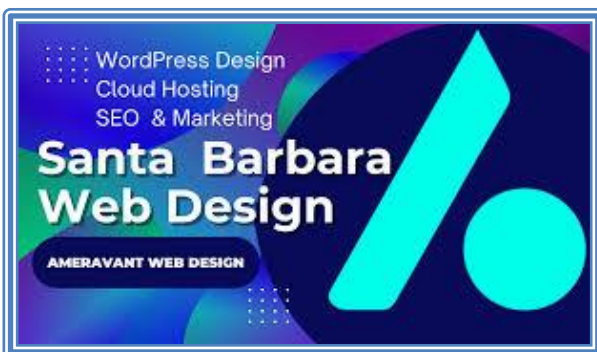 WordPress Design
Cloud Hosting
SEO & Marketing
Santa Barbara
Web Design
AMERAVANT WEB DESIGN